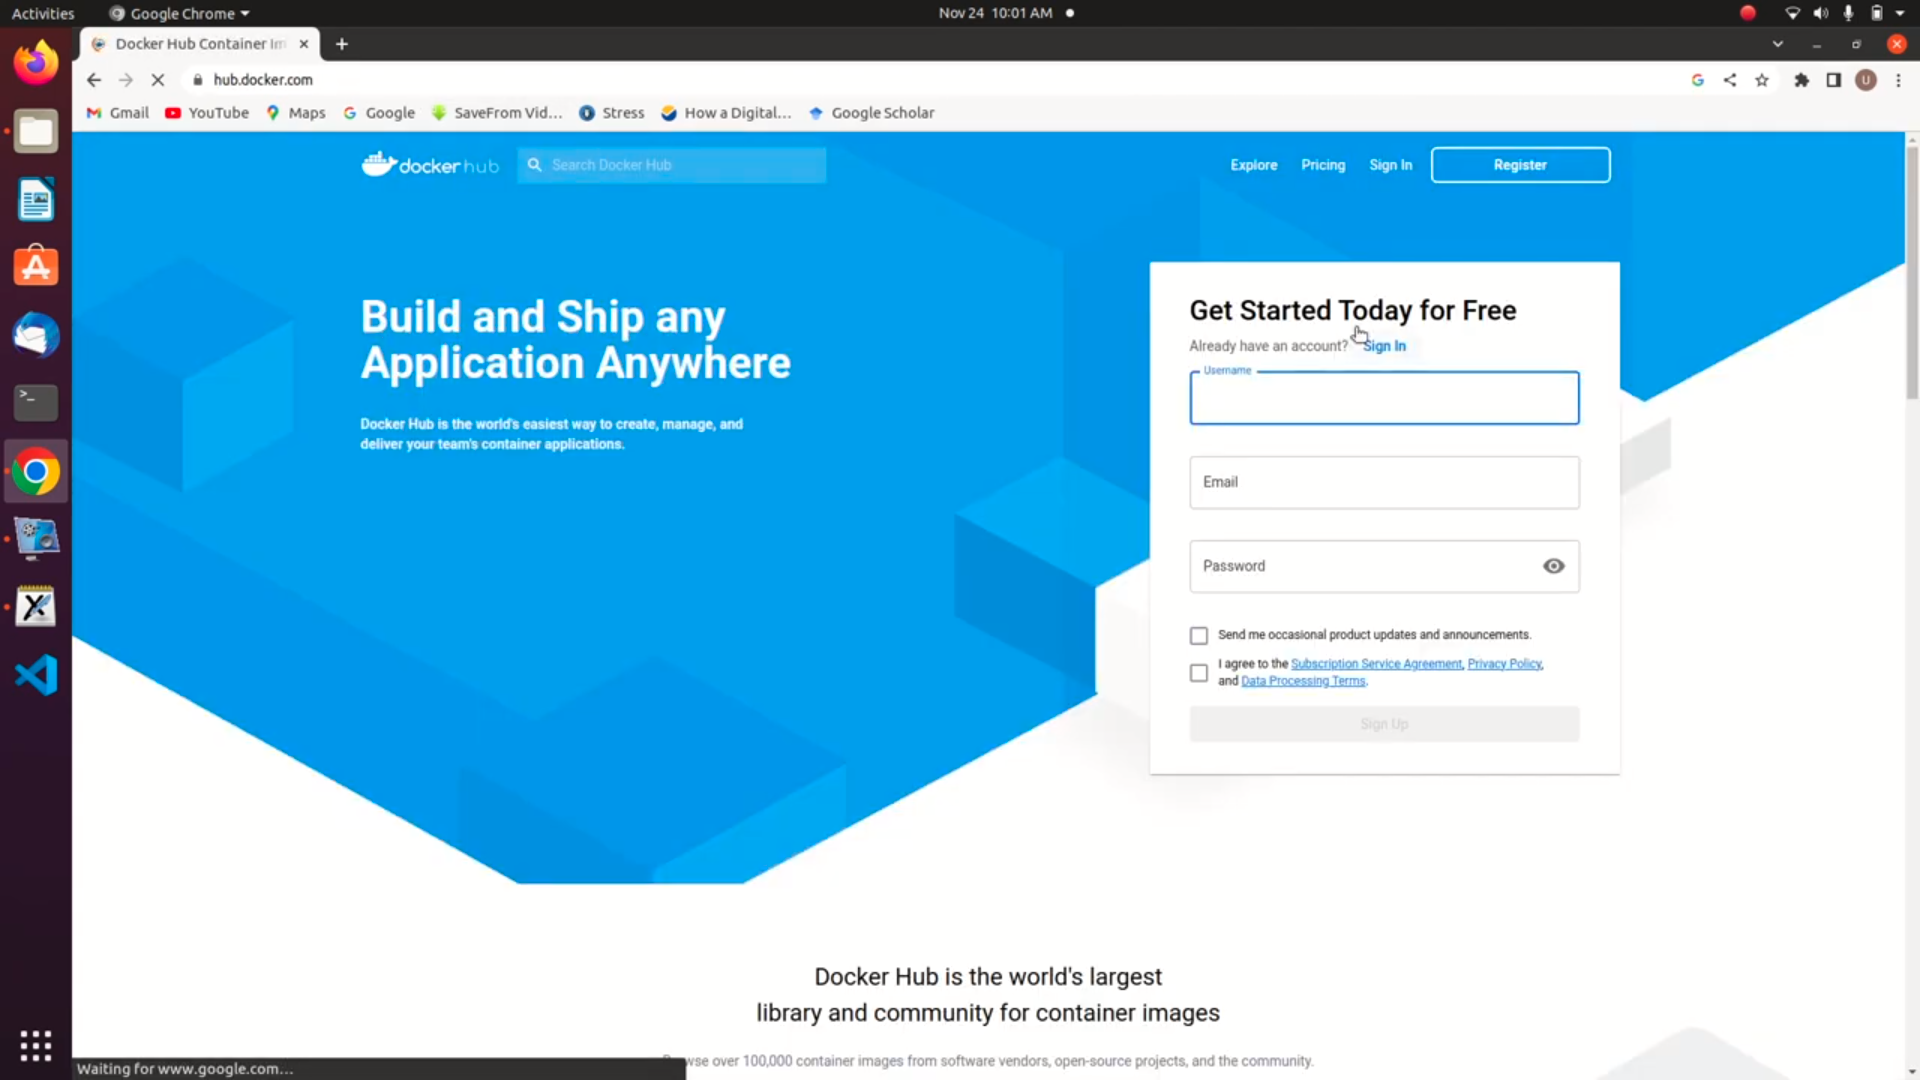 Activities
Google Chrome
Nov 24 10:01 AM
Docker Hub Container Im
hub.docker.com
U
Gmail
YouTube
Maps
Google
SaveFrom Vid...
Stress
How a Digital...
Google Scholar
docker hub
Search Docker Hub
Explore
Pricing
Sign In
Register
Build and Ship any
Application Anywhere
Docker Hub is the world's easiest way to create, manage, and
deliver your team's container applications.
Get Started Today for Free
Already have an account? Sign In
Username
Email
Password
Send me occasional product updates and announcements.
I agree to the Subscription Service Agreement, Privacy Policy,
and Data Processing Terms.
Sign Up
Docker Hub is the world's largest
library and community for container images
over 100,000 container images from software vendors, open-source projects, and the community.
Waiting for www.google.com...